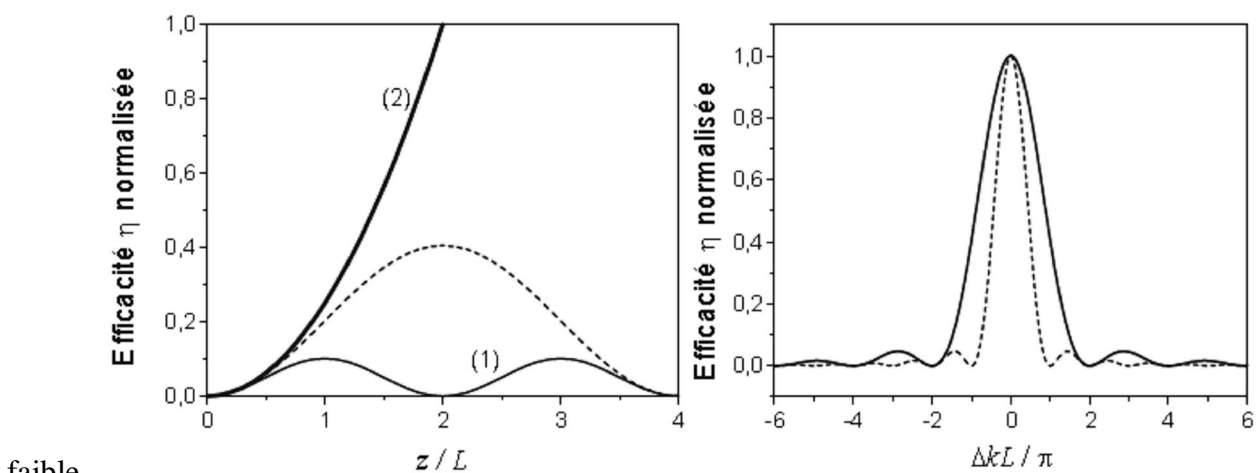 Efficacité η normalisée
1,0
0,8
0,6
0,4
0,2
0,0
(2)
(1)
0 1 2 3 4
z / L
Efficacité η normalisée
1,0
0,8
0,6
0,4
0,2
0,0
-6 -4 -2 0 2 4 6
ΔkL / π
faible